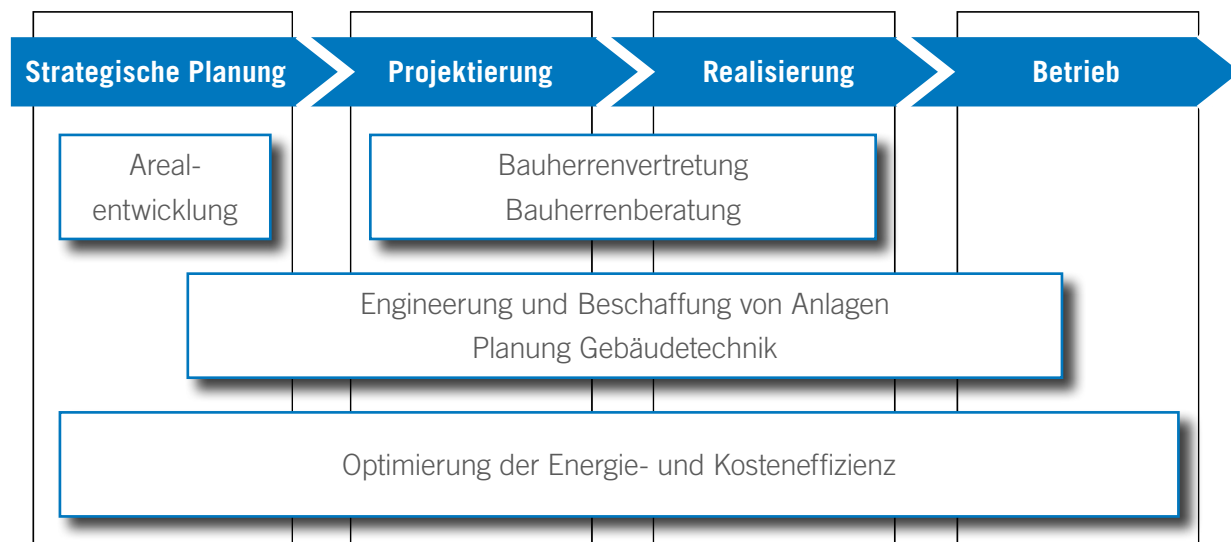 Strategische Planung
Projektierung
Realisierung
Betrieb
Areal-
entwicklung
Bauherrenvertretung
Bauherrenberatung
Engineerung und Beschaffung von Anlagen
Planung Gebäudetechnik
Optimierung der Energie- und Kosteneffizienz